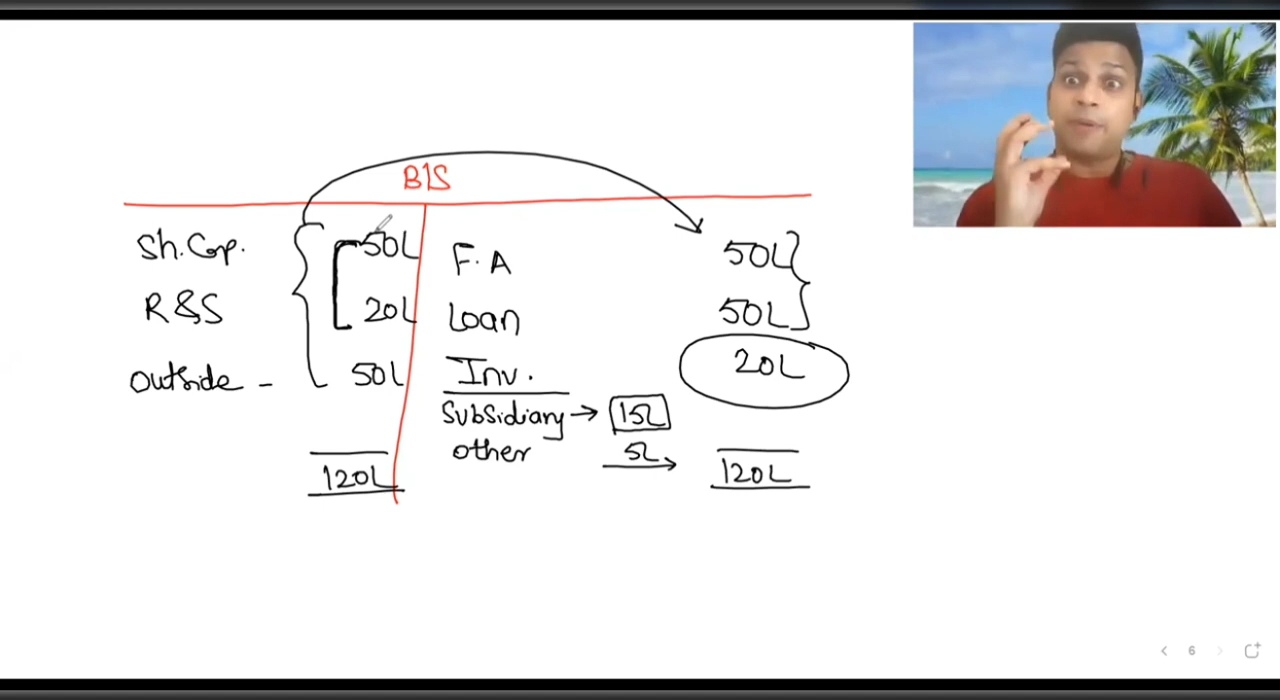 B/S
Sh. Cap. 50L F.A 50L
R&S 20L Loan 50L
Outside - 50L Inv. 20L
Subsidiary → 15L
other 5L
120L 120L
6